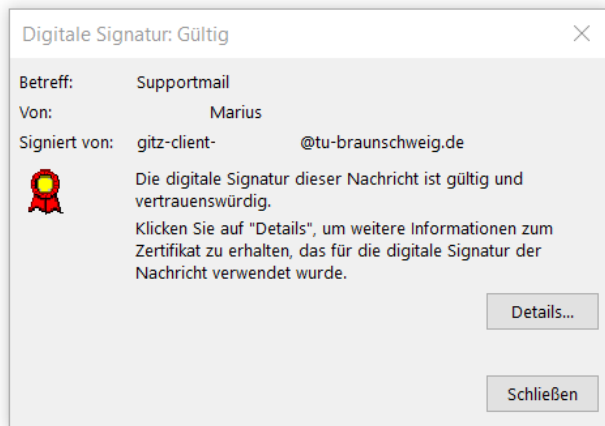 Digitale Signatur: Gültig
Betreff: Supportmail
Von: Marius
Signiert von: gitz-client- @tu-braunschweig.de
Die digitale Signatur dieser Nachricht ist gültig und
vertrauenswürdig.
Klicken Sie auf "Details", um weitere Informationen zum
Zertifikat zu erhalten, das für die digitale Signatur der
Nachricht verwendet wurde.
Details...
Schließen